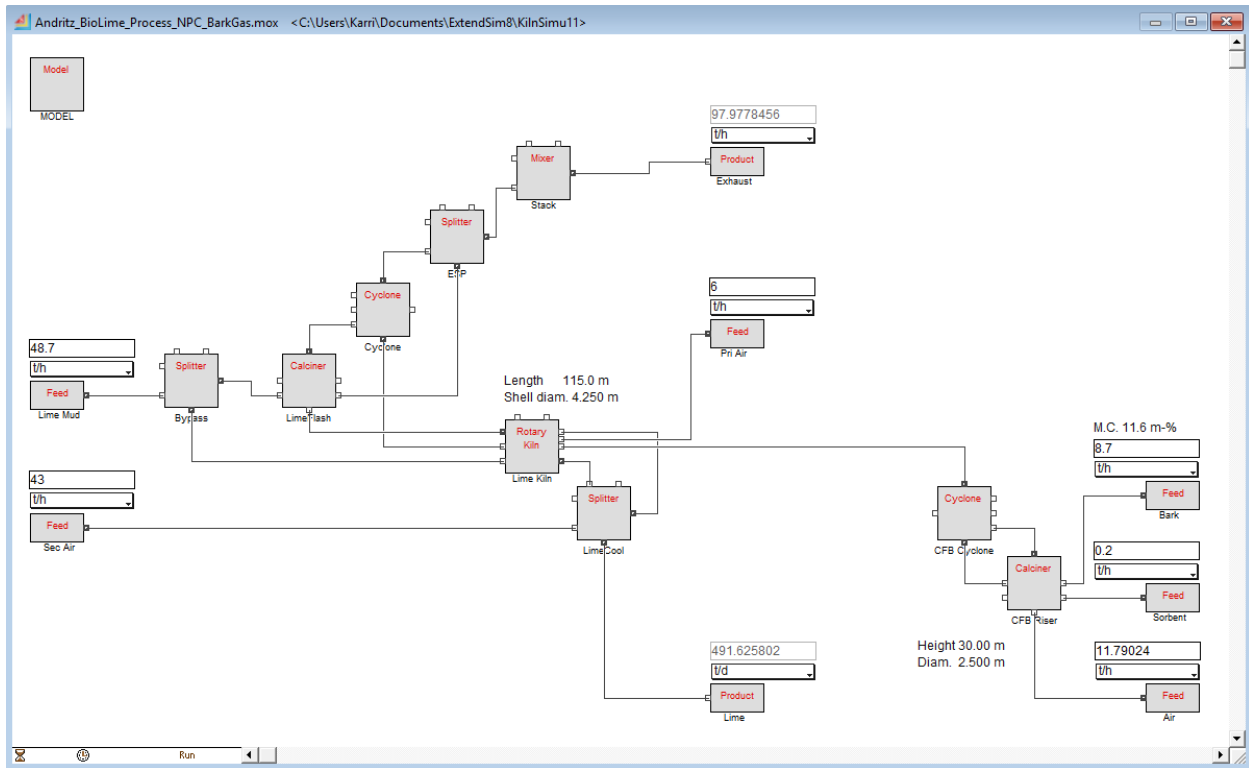 Andritz_BioLime_Process_NPC_BarkGas.mox <C:\Users\Karri\Documents\ExtendSim8\KilnSimu11>
Model
MODEL
97.9778456
t/h
Product
Exhaust
Mixer
Stack
Splitter
ESP
Cyclone
Cyclone
6
t/h
Feed
Pri Air
48.7
t/h
Feed
Lime Mud
Splitter
Bypass
Calciner
LimeFlash
Length 115.0 m
Shell diam. 4.250 m
Rotary
Kiln
Lime Kiln
43
t/h
Feed
Sec Air
Splitter
LimeCool
M.C. 11.6 m-%
8.7
t/h
Feed
Bark
Cyclone
CFB Cyclone
0.2
t/h
Feed
Sorbent
Calciner
CFB Riser
Height 30.00 m
Diam. 2.500 m
11.79024
t/h
Feed
Air
491.625802
t/d
Product
Lime
Run